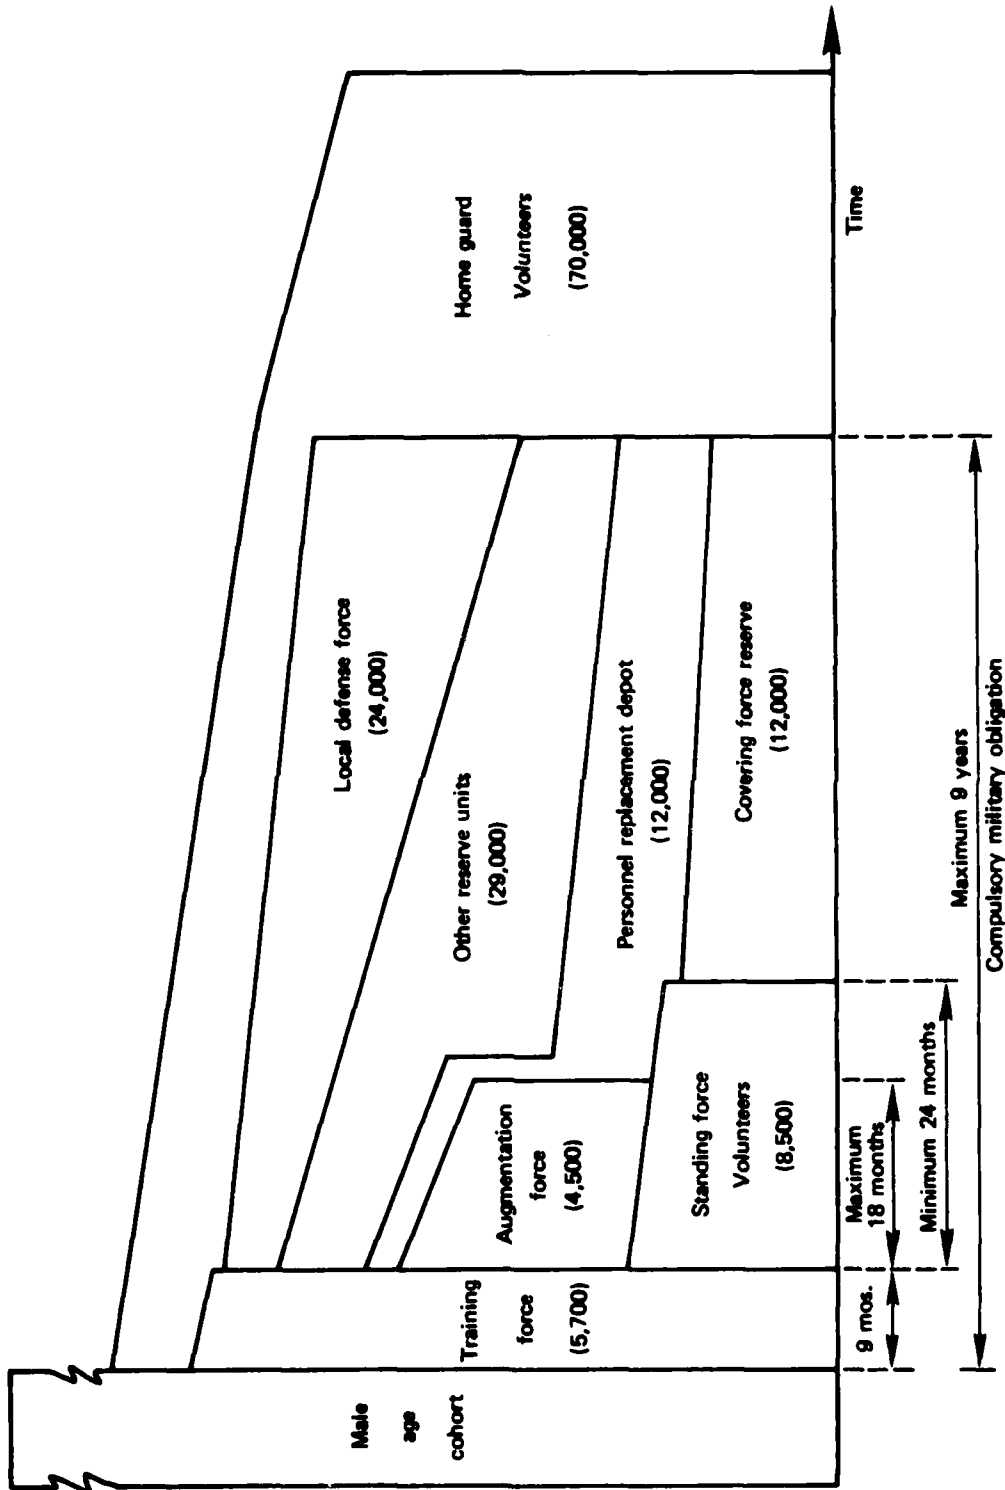 Male
age
cohort
Training
force
(5,700)
Augmentation
force
(4,500)
Standing force
Volunteers
(8,500)
Local defense force
(24,000)
Other reserve units
(29,000)
Personnel replacement depot
(12,000)
Covering force reserve
(12,000)
Home guard
Volunteers
(70,000)
Time
9 mos.
Maximum
18 months
Minimum 24 months
Maximum 9 years
Compulsory military obligation